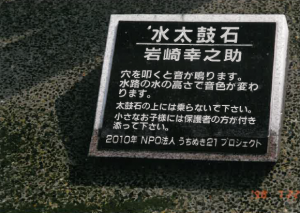 水太鼓石
岩崎幸之助
穴を叩くと音が鳴ります。
水路の水の高さで音色が変わ
ります。
太鼓石の上には乗らないで下さい。
小さなお子様には保護者の方が付き
添って下さい。
2010年 NPO法人 うちぬき21プロジェクト